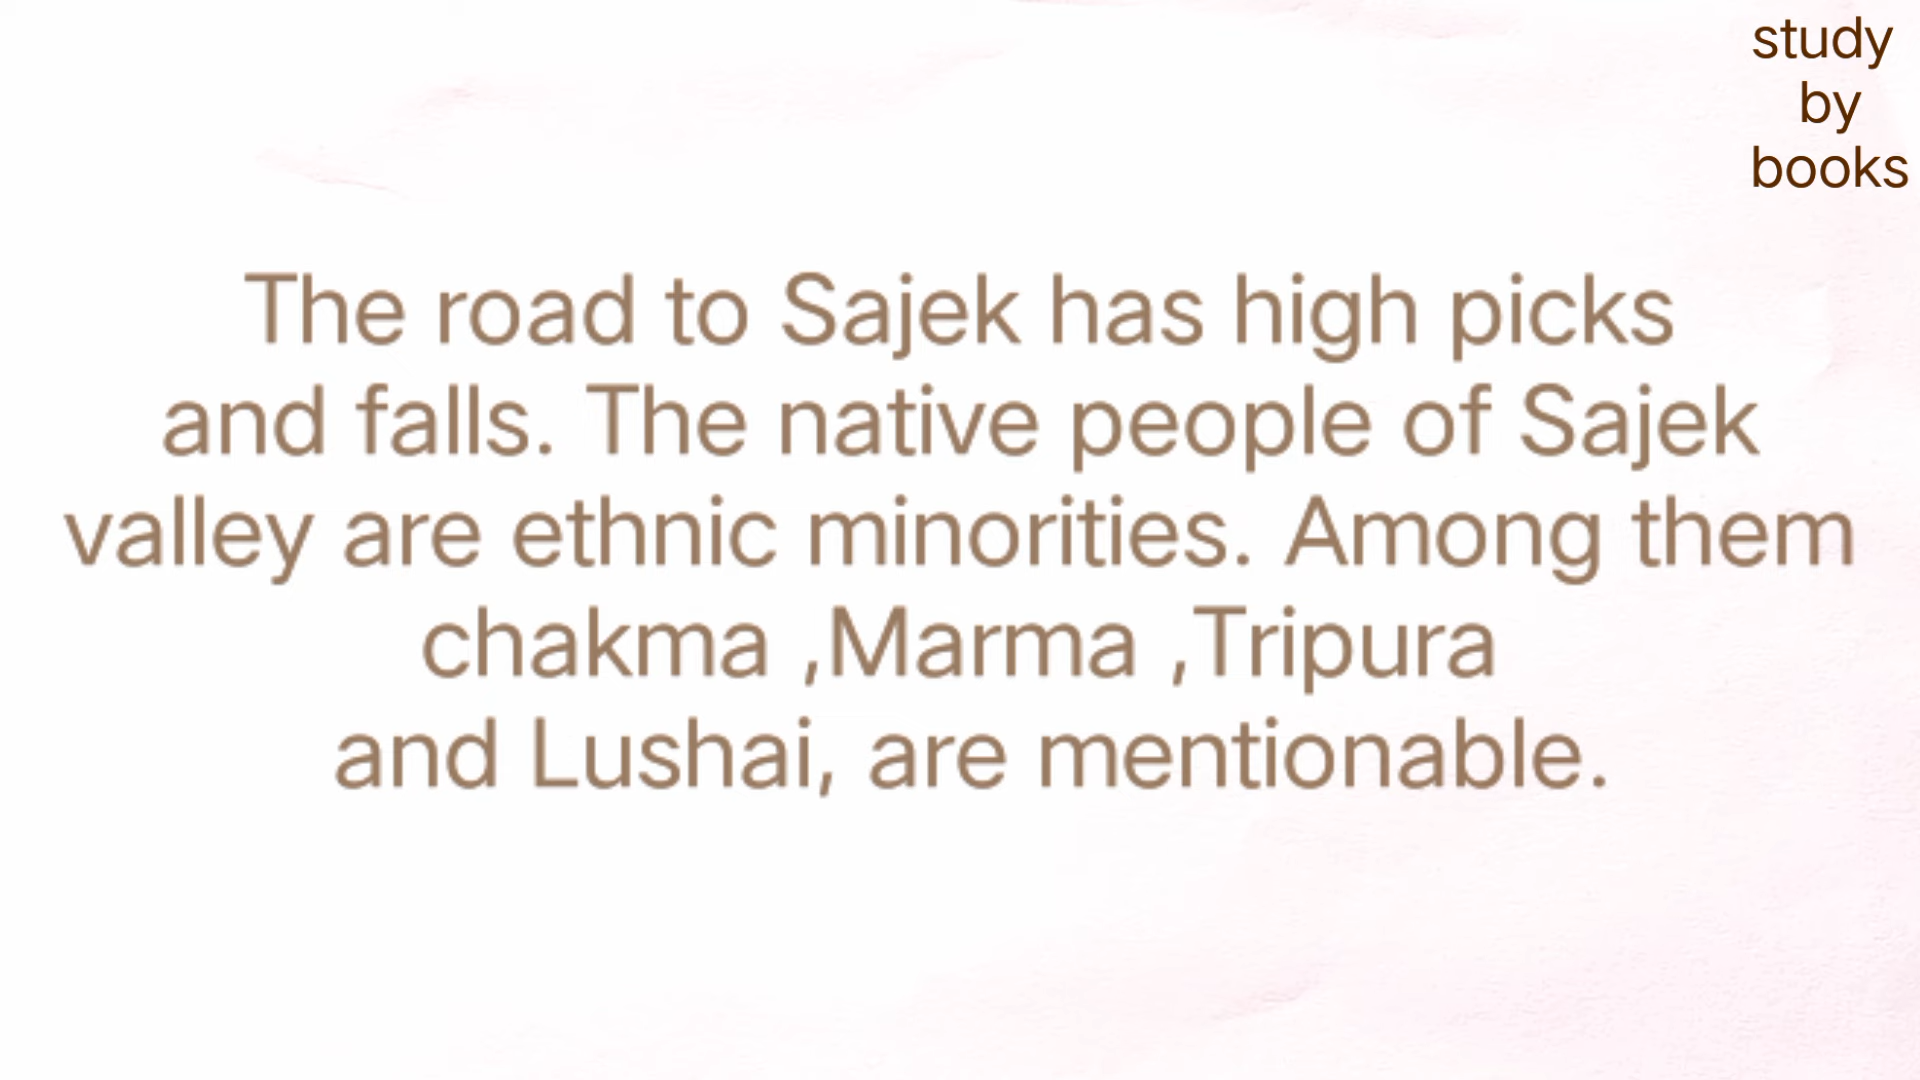 study
by
books
The road to Sajek has high picks
and falls. The native people of Sajek
valley are ethnic minorities. Among them
chakma ,Marma ,Tripura
and Lushai, are mentionable.